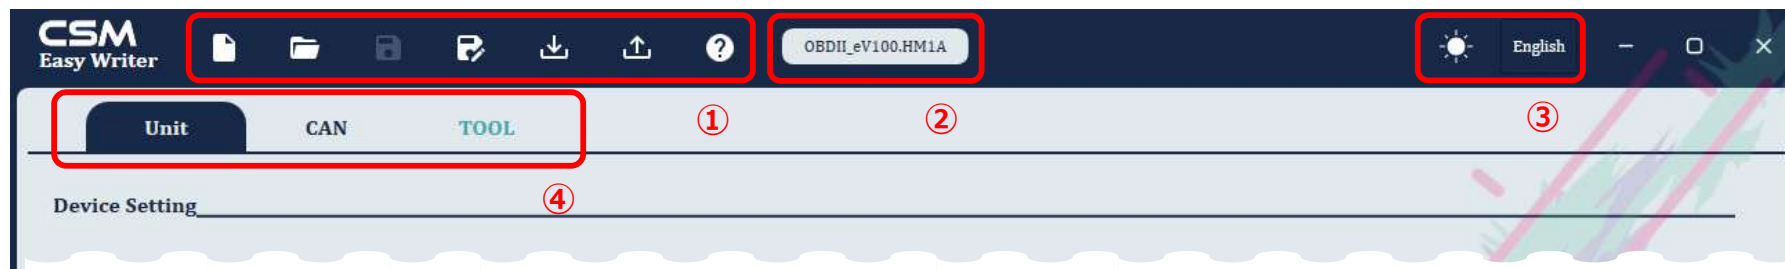 CSM
Easy Writer
?
OBDII_eV100.HM1A
English
①
②
③
Unit
CAN
TOOL
④
Device Setting